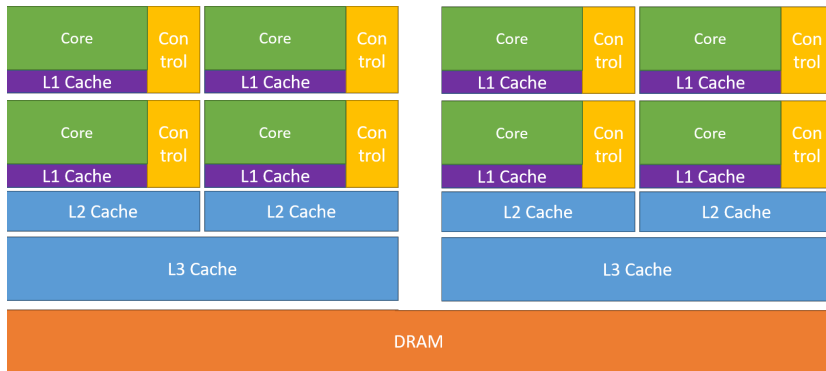 Core
Con
trol
L1 Cache
Core
Con
trol
L1 Cache
Core
Con
trol
L1 Cache
Core
Con
trol
L1 Cache
Core
Con
trol
L1 Cache
Core
Con
trol
L1 Cache
Core
Con
trol
L1 Cache
Core
Con
trol
L1 Cache
L2 Cache
L2 Cache
L2 Cache
L2 Cache
L3 Cache
L3 Cache
DRAM